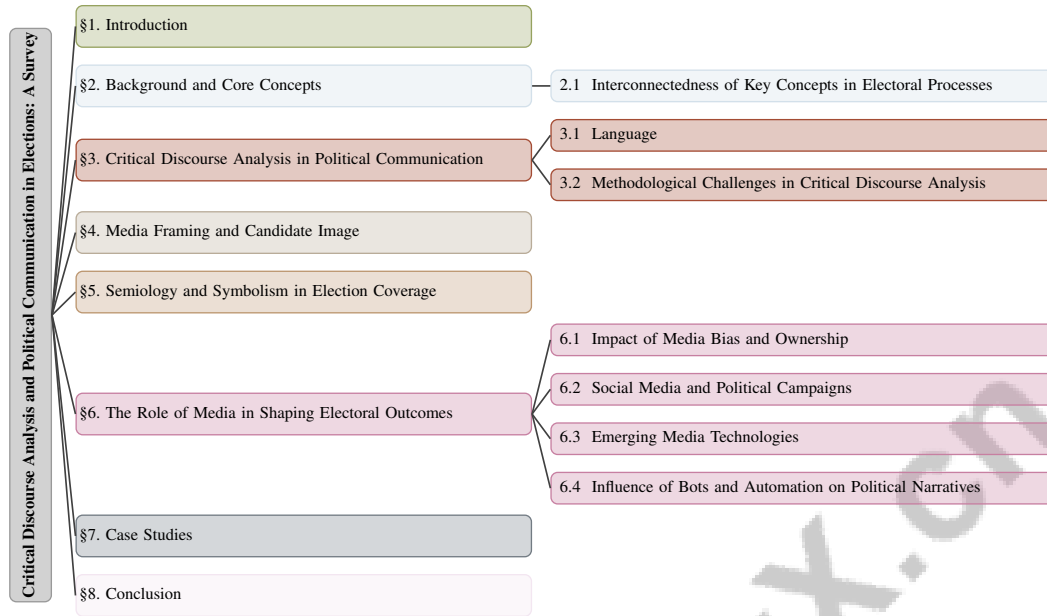 Critical Discourse Analysis and Political Communication in Elections: A Survey
§1. Introduction
§2. Background and Core Concepts
2.1 Interconnectedness of Key Concepts in Electoral Processes
§3. Critical Discourse Analysis in Political Communication
3.1 Language
3.2 Methodological Challenges in Critical Discourse Analysis
§4. Media Framing and Candidate Image
§5. Semiology and Symbolism in Election Coverage
§6. The Role of Media in Shaping Electoral Outcomes
6.1 Impact of Media Bias and Ownership
6.2 Social Media and Political Campaigns
6.3 Emerging Media Technologies
6.4 Influence of Bots and Automation on Political Narratives
§7. Case Studies
§8. Conclusion
x.cn